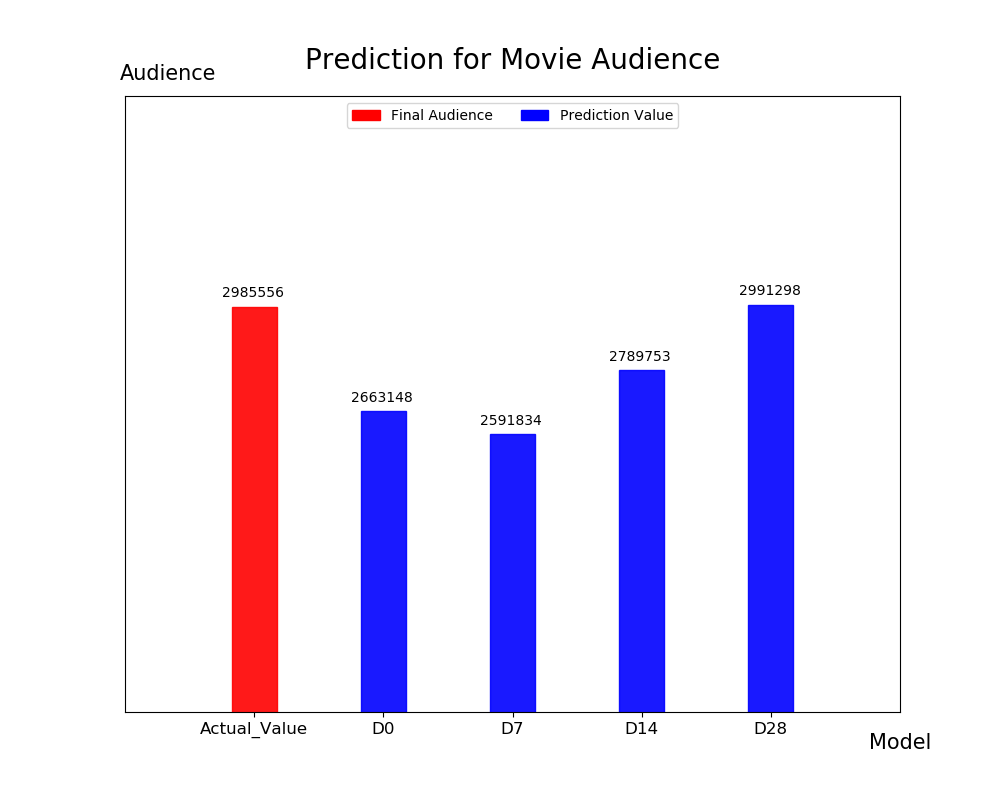 Prediction for Movie Audience
Audience
Final Audience Prediction Value
2985556
2663148
2591834
2789753
2991298
Actual_Value D0 D7 D14 D28
Model